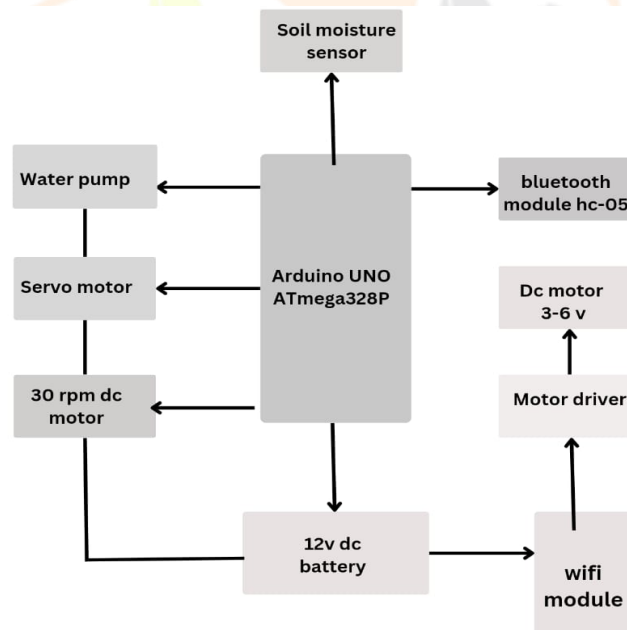 Soil moisture
sensor
Water pump
bluetooth
module hc-05
Servo motor
Arduino UNO
ATmega328P
Dc motor
3-6 v
30 rpm dc
motor
Motor driver
12v dc
battery
wifi
module